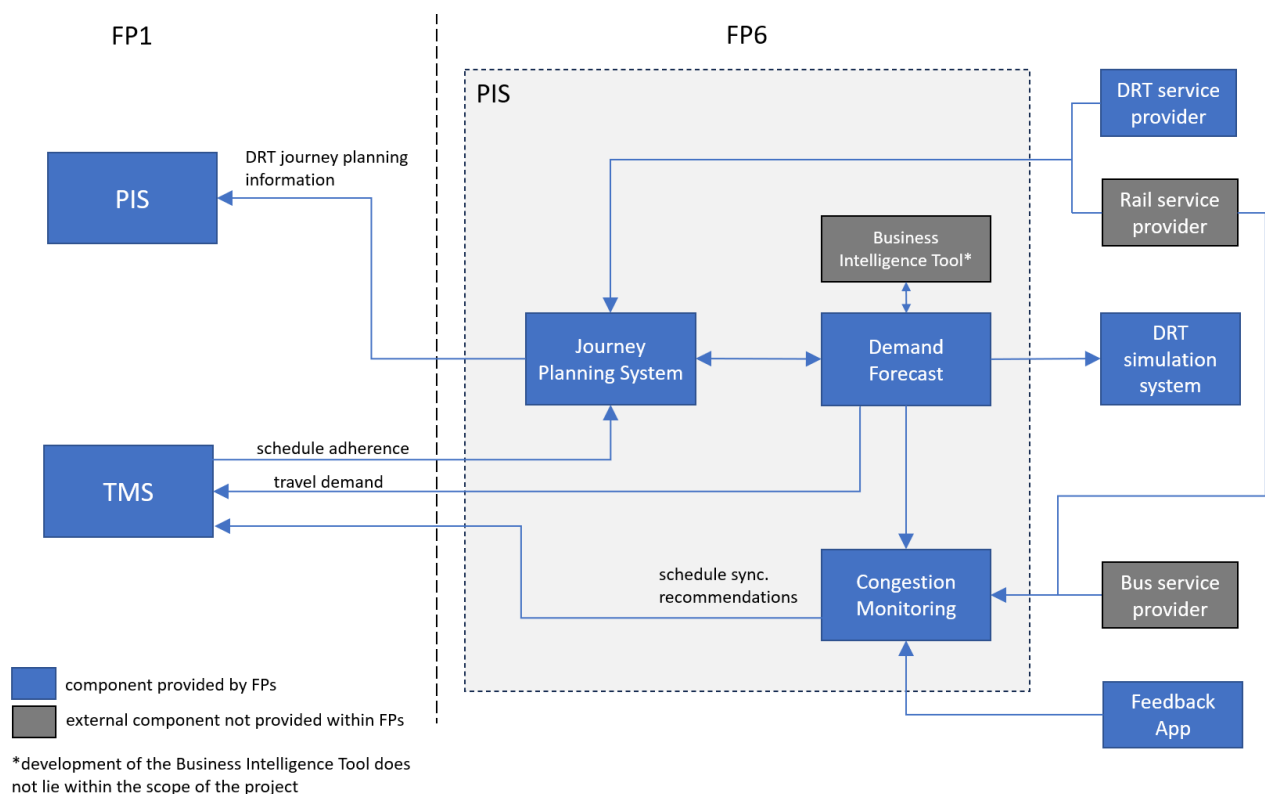 FP1
FP6
PIS
DRT service
provider
DRT journey planning
information
PIS
Rail service
provider
Business
Intelligence Tool*
Journey
Planning System
Demand
Forecast
DRT
simulation
system
schedule adherence
TMS
travel demand
schedule sync.
recommendations
Congestion
Monitoring
Bus service
provider
component provided by FPs
external component not provided within FPs
Feedback
App
*development of the Business Intelligence Tool does
not lie within the scope of the project